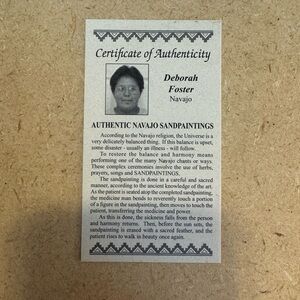 Certificate of Authenticity
Deborah
Foster
Navajo
AUTHENTIC NAVAJO SANDPAINTINGS
According to the Navajo religion, the Universe is a
very delicately balanced thing. If this balance is upset,
some disaster - usually an illness - will follow.
To restore the balance and harmony means
performing one of the many Navajo chants or ways.
These complex ceremonies involve the use of herbs,
prayers, songs and SANDPAINTINGS.
The sandpainting is done in a careful and sacred
manner, according to the ancient knowledge of the art.
As the patient is seated atop the completed sandpainting,
the medicine man bends to reverently touch a portion
of a figure in the sandpainting, then moves to touch the
patient, transferring the medicine and power.
As this is done, the sickness falls from the person
and harmony returns. Then, before the sun sets, the
sandpainting is erased with a sacred feather, and the
patient rises to walk in beauty once again.